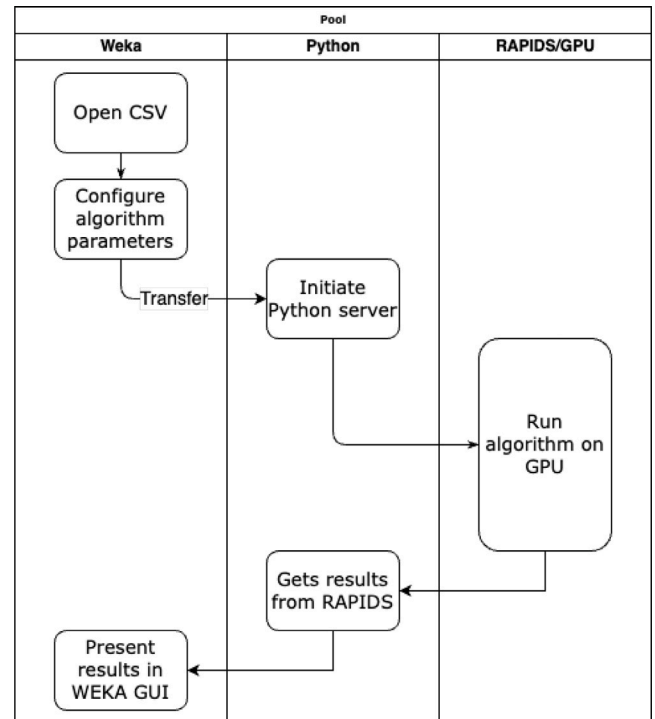 Pool
Weka
Python
RAPIDS/GPU
Open CSV
Configure
algorithm
parameters
Transfer
Initiate
Python server
Run
algorithm on
GPU
Gets results
from RAPIDS
Present
results in
WEKA GUI